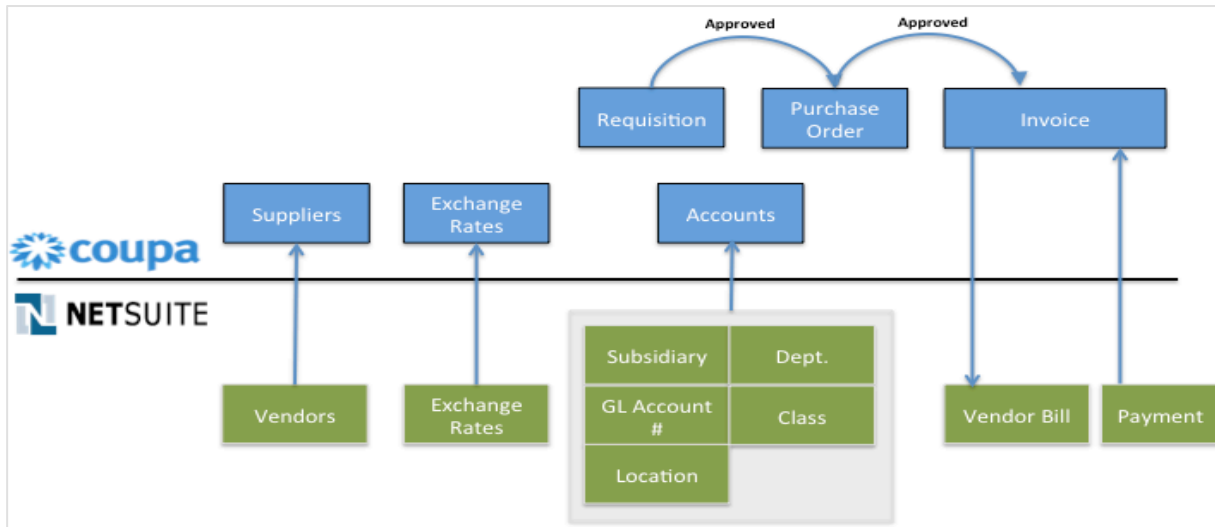 Approved
Approved
Requisition
Purchase
Order
Invoice
Suppliers
Exchange
Rates
Accounts
coupa
N NETSUITE
Subsidiary
Dept.
GL Account
#
Class
Location
Vendors
Exchange
Rates
Vendor Bill
Payment